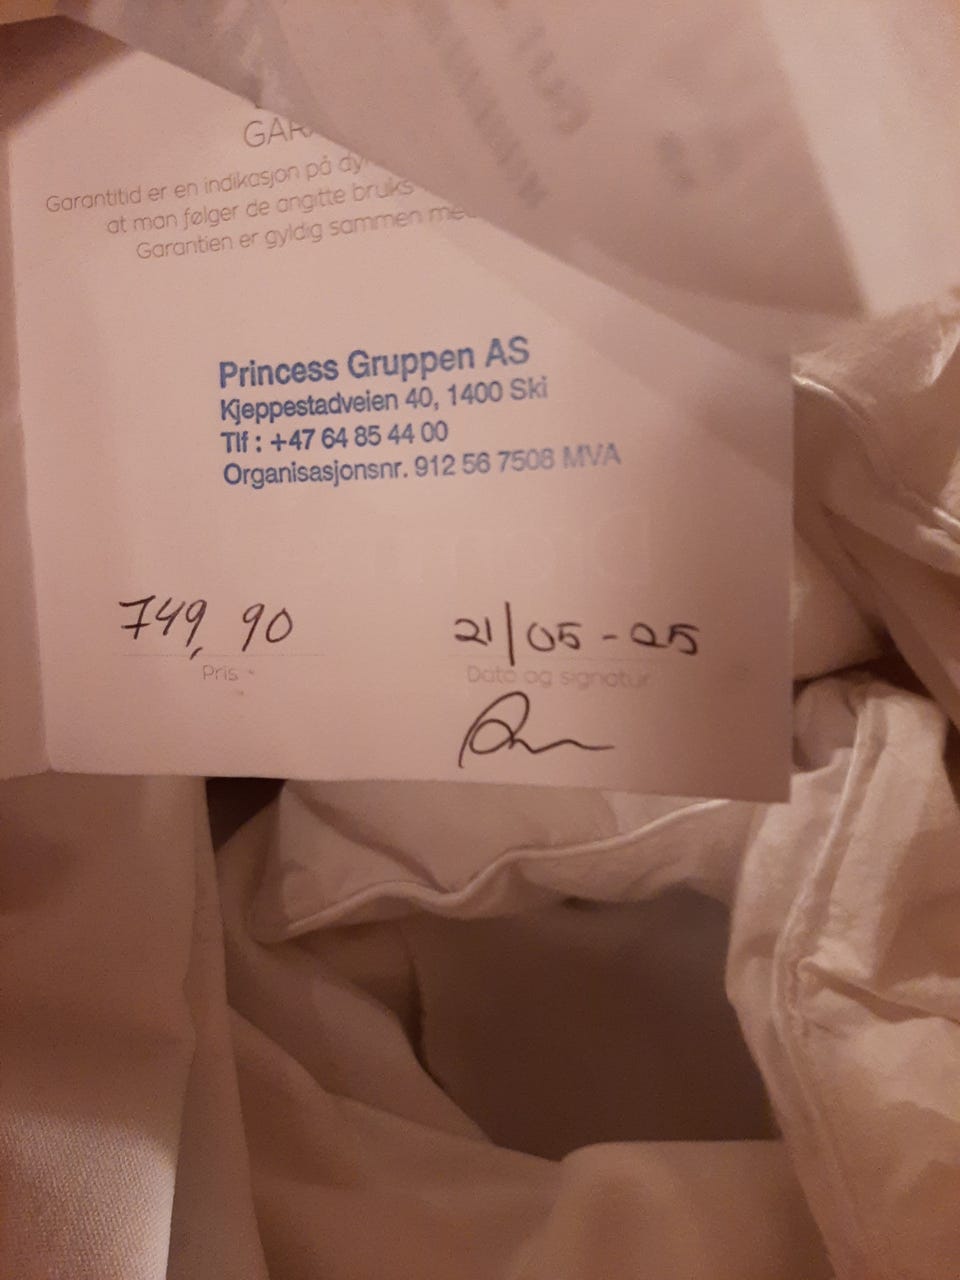 Garantitid er en indikasjon på
at man følger de angitte bruks
Garantien er gyldig sammen
Princess Gruppen AS
Kjeppestadveien 40, 1400 Ski
Tlf : +47 64 85 44 00
Organisasjonsnr. 912 56 7508 MVA
749, 90
21/05-25
Pris
Dato og signatur